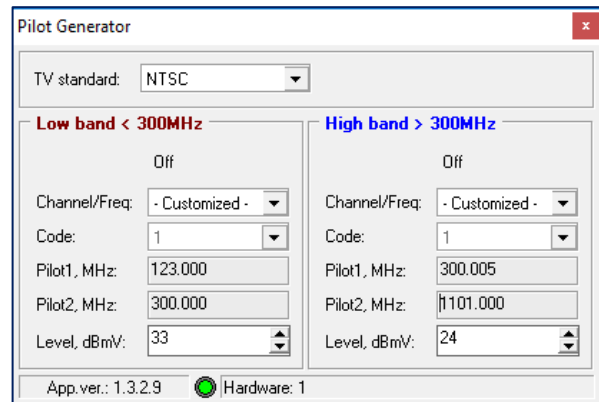 Pilot Generator
x
TV standard: NTSC
Low band < 300MHz
Off
Channel/Freq: - Customized -
Code: 1
Pilot1, MHz: 123.000
Pilot2, MHz: 300.000
Level, dBmV: 33
High band > 300MHz
Off
Channel/Freq: - Customized -
Code: 1
Pilot1, MHz: 300.005
Pilot2, MHz: 1101.000
Level, dBmV: 24
App.ver.: 1.3.2.9 Hardware: 1